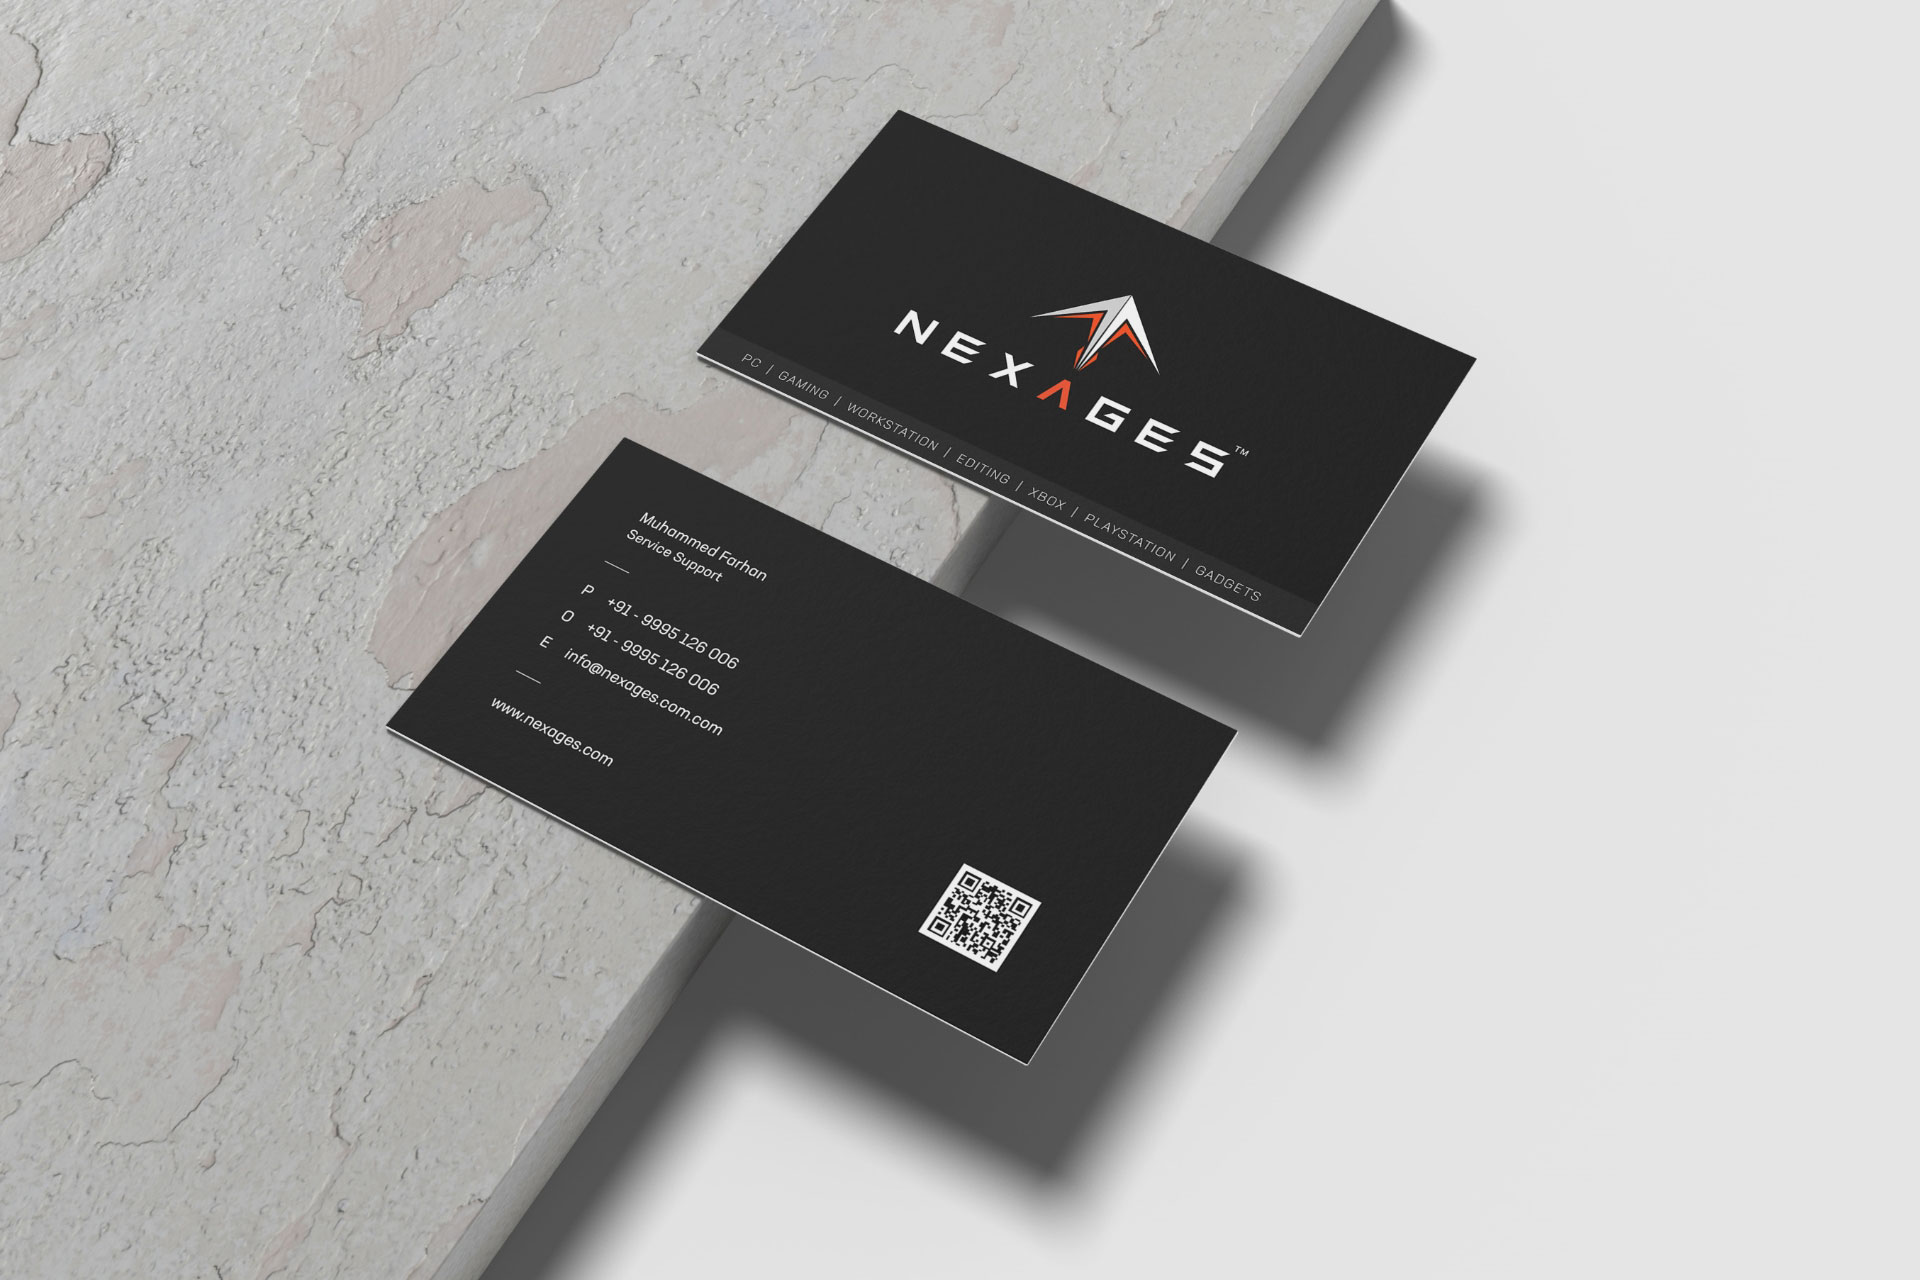 NEXAGES™
PC | GAMING | WORKSTATION | EDITING | XBOX | PLAYSTATION | GADGETS
Muhammed Farhan
Service Support
P +91 - 9995 126 006
O +91 - 9995 126 006
E info@nexages.com.com
www.nexages.com